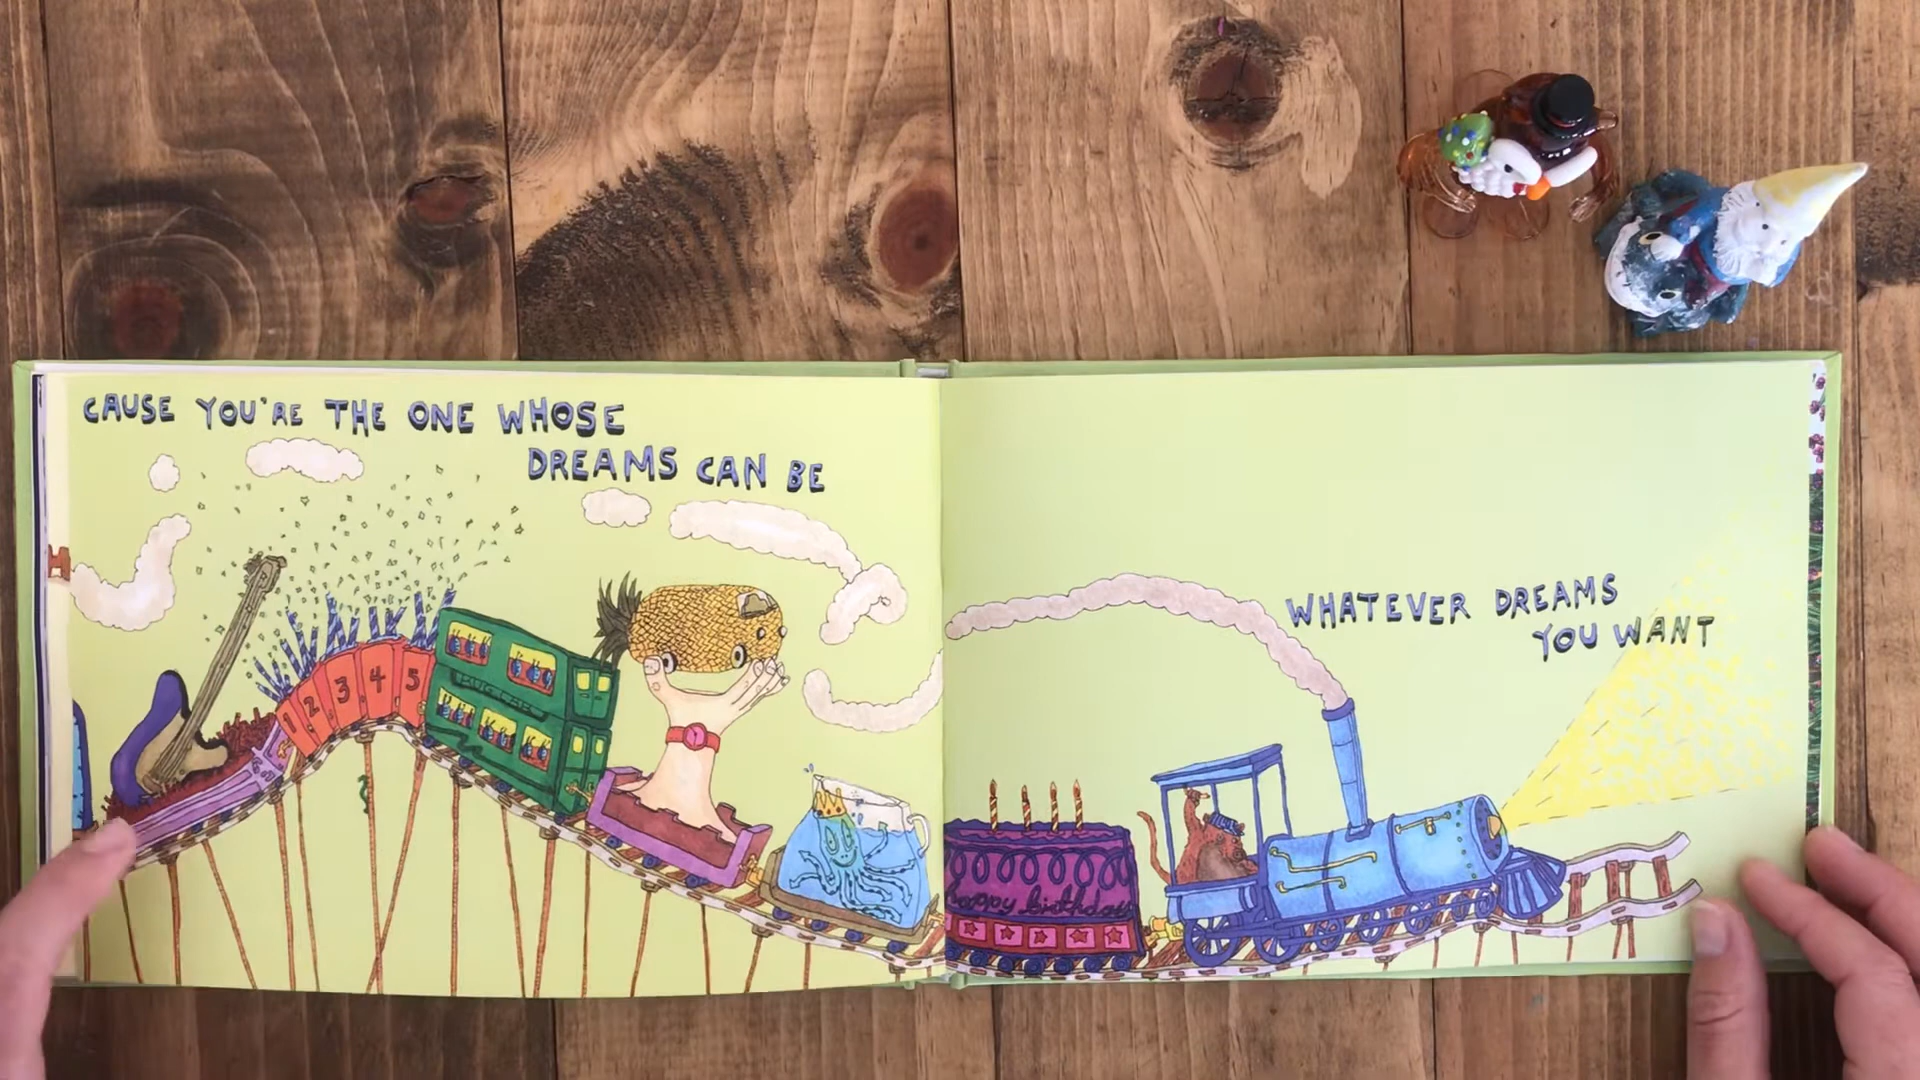 CAUSE YOU'RE THE ONE WHOSE
DREAMS CAN BE
1 2 3 4 5
happy birthday
WHATEVER DREAMS
YOU WANT